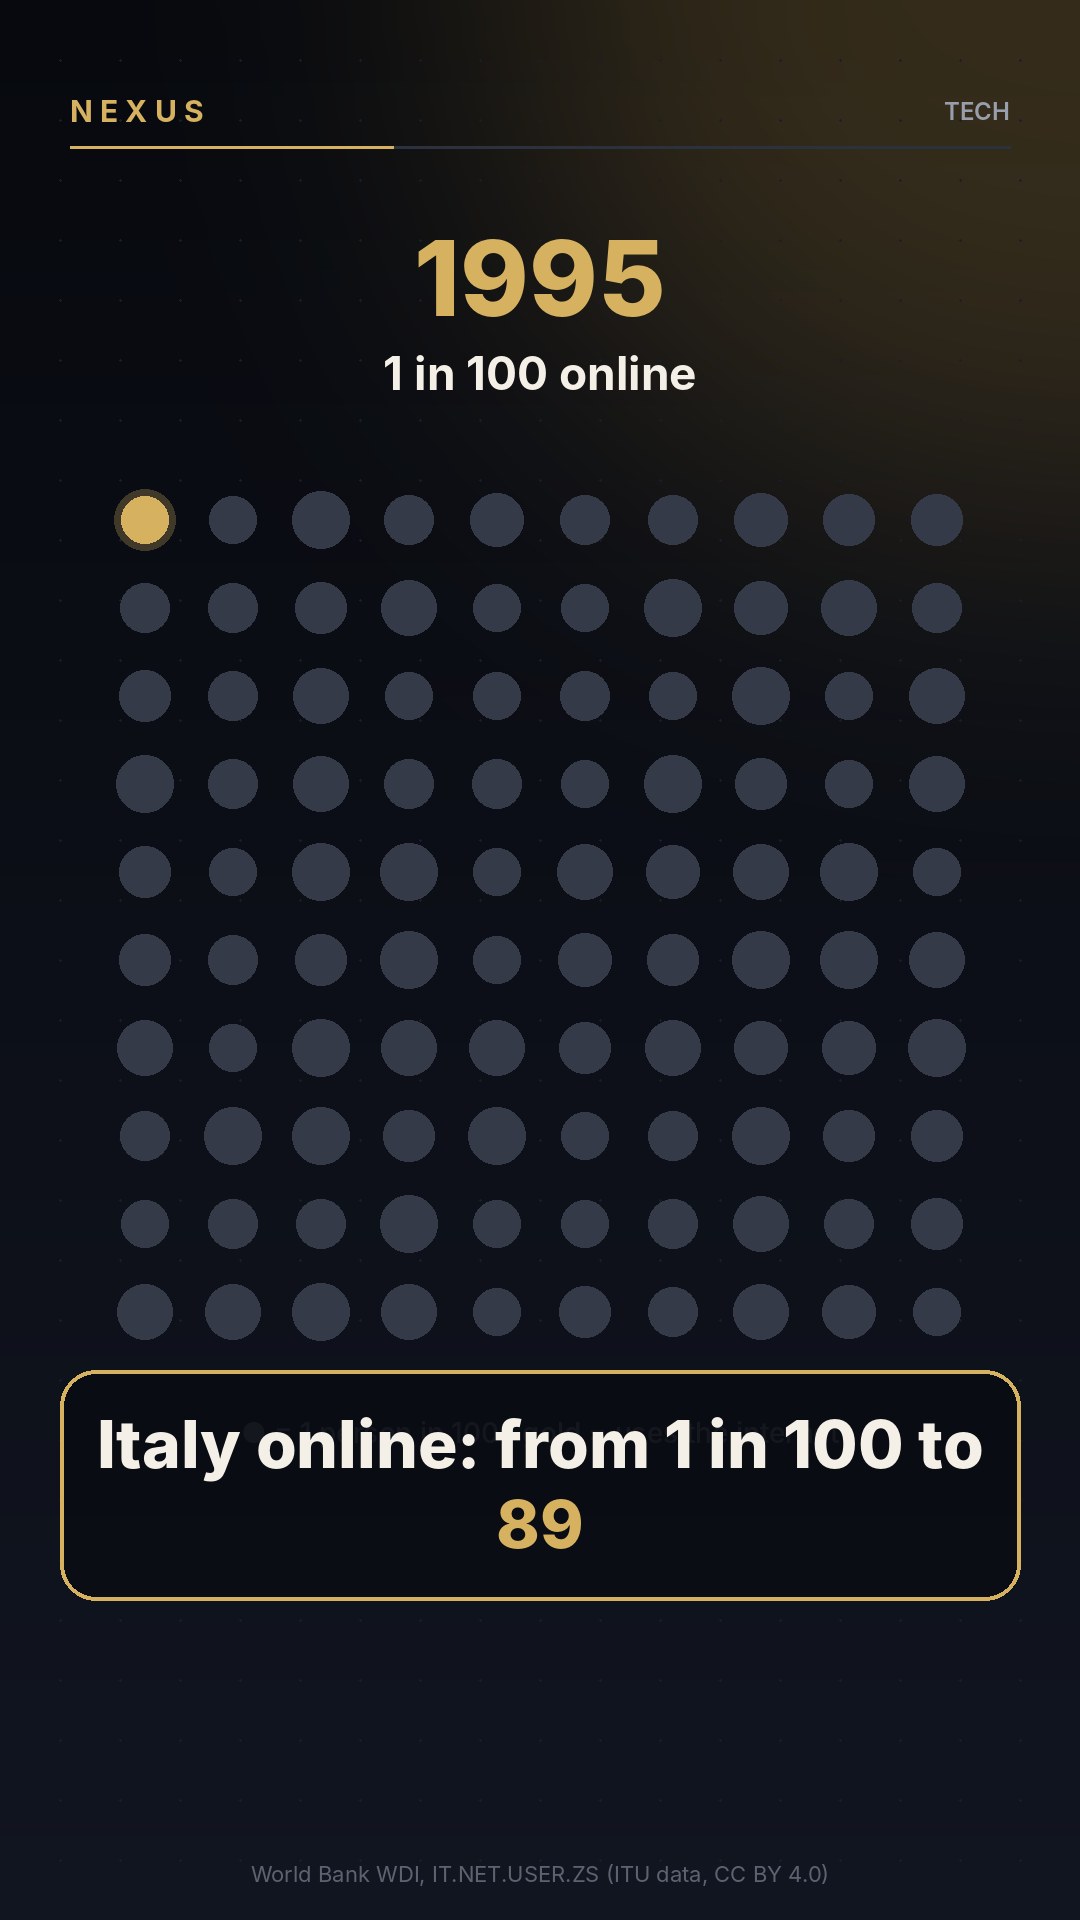 NEXUS
TECH
1995
1 in 100 online
Italy online: from 1 in 100 to
89
World Bank WDI, IT.NET.USER.ZS (ITU data, CC BY 4.0)